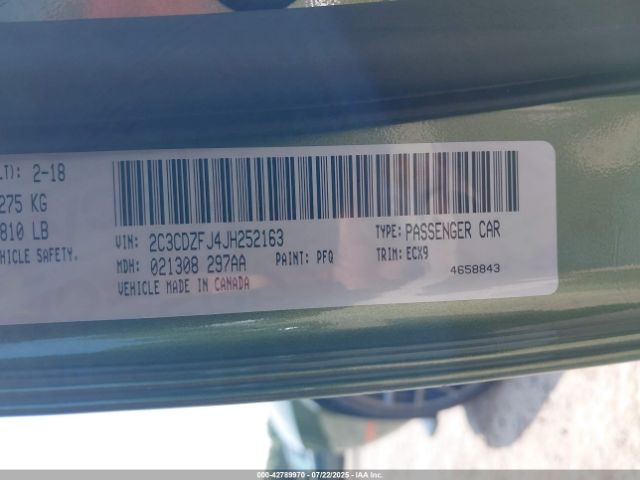 LT): 2-18
275 KG
810 LB
HICLE SAFETY.
VIN: 2C3CDZFJ4JH252163
TYPE: PASSENGER CAR
MDH: 021308 297AA
PAINT: PFQ
TRIM: ECX9
VEHICLE MADE IN CANADA
4658843
000-42789970 - 07/22/2025 - IAA Inc.